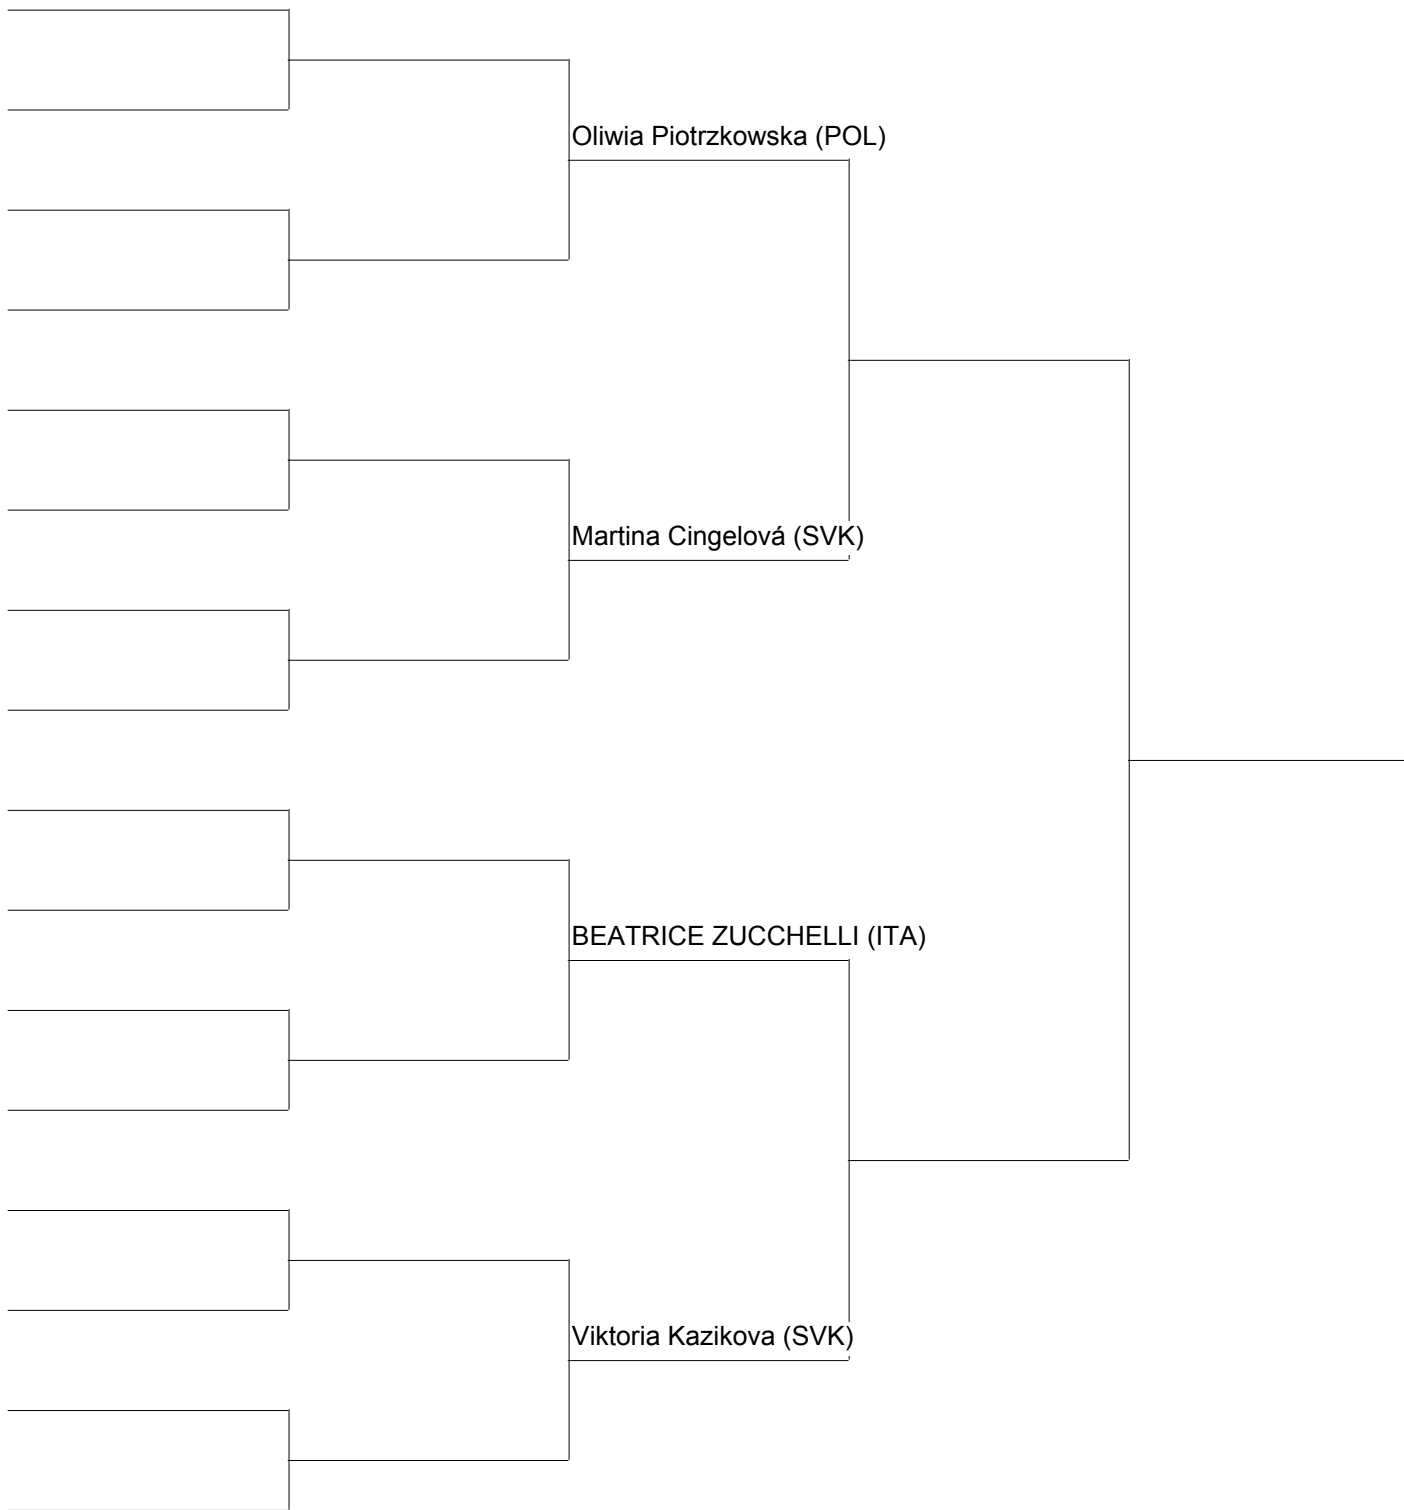 Oliwia Piotrzkowska (POL)
Martina Cingelová (SVK)
BEATRICE ZUCCHELLI (ITA)
Viktoria Kazikova (SVK)